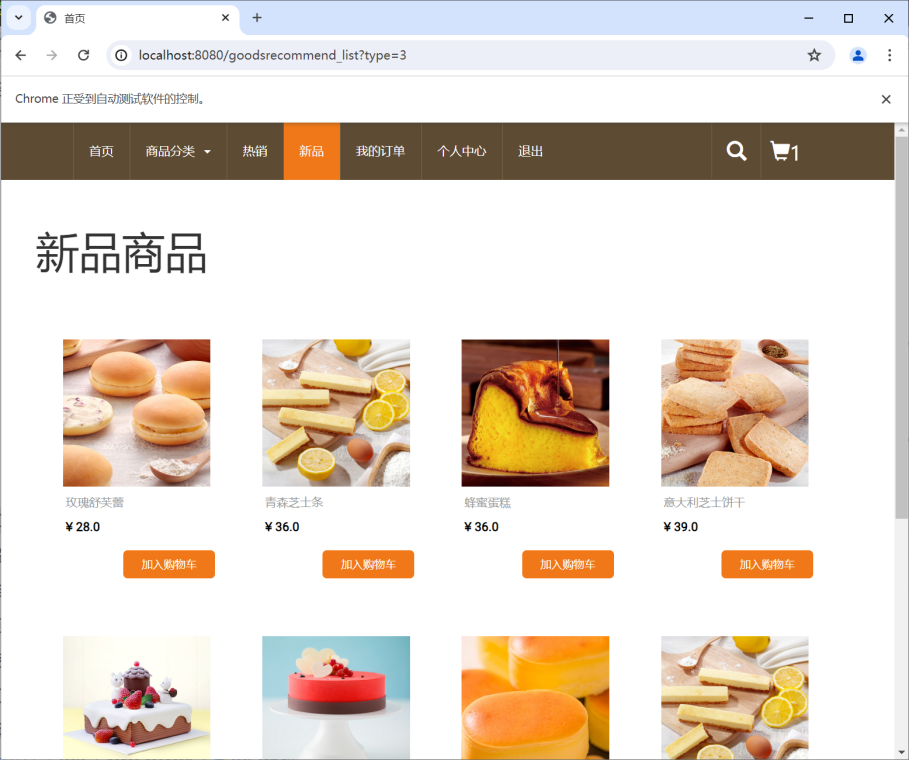 首页
localhost:8080/goodsrecommend_list?type=3
Chrome 正受到自动测试软件的控制。
首页 商品分类 热销 新品 我的订单 个人中心 退出 1
新品商品
玫瑰舒芙蕾 青森芝士条 蜂蜜蛋糕 意大利芝士饼干
¥ 28.0 ¥ 36.0 ¥ 36.0 ¥ 39.0
加入购物车 加入购物车 加入购物车 加入购物车